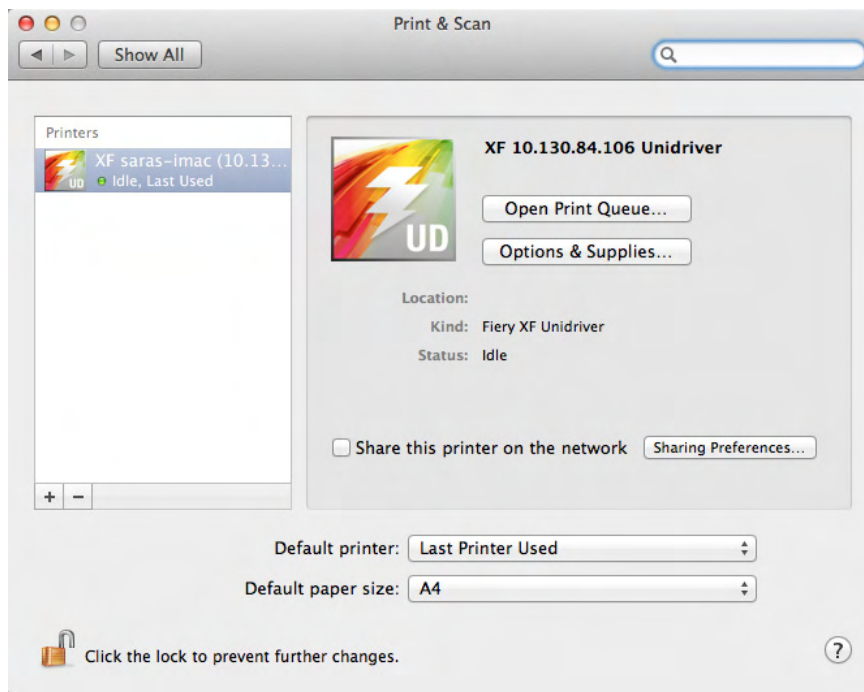 Print & Scan
Show All
Printers
XF saras-imac (10.13...
UD
Idle, Last Used
UD
XF 10.130.84.106 Unidriver
Open Print Queue...
Options & Supplies...
Location:
Kind: Fiery XF Unidriver
Status: Idle
Share this printer on the network
Sharing Preferences...
+ −
Default printer: Last Printer Used
Default paper size: A4
Click the lock to prevent further changes.
?